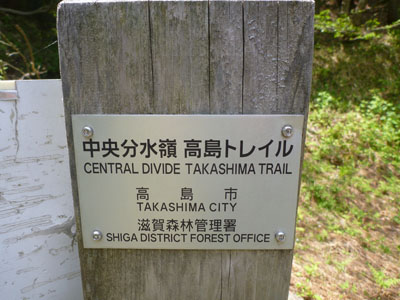 中央分水嶺 高島トレイル
CENTRAL DIVIDE TAKASHIMA TRAIL
高島市
TAKASHIMA CITY
滋賀森林管理署
SHIGA DISTRICT FOREST OFFICE